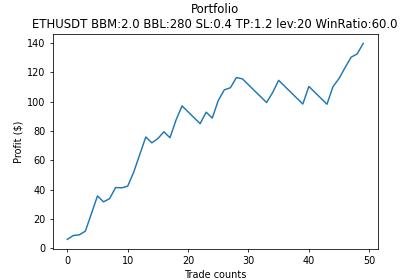 Portfolio
ETHUSDT BBM:2.0 BBL:280 SL:0.4 TP:1.2 lev:20 WinRatio:60.0
140
120
100
80
60
40
20
0
Profit ($)
0 10 20 30 40 50
Trade counts